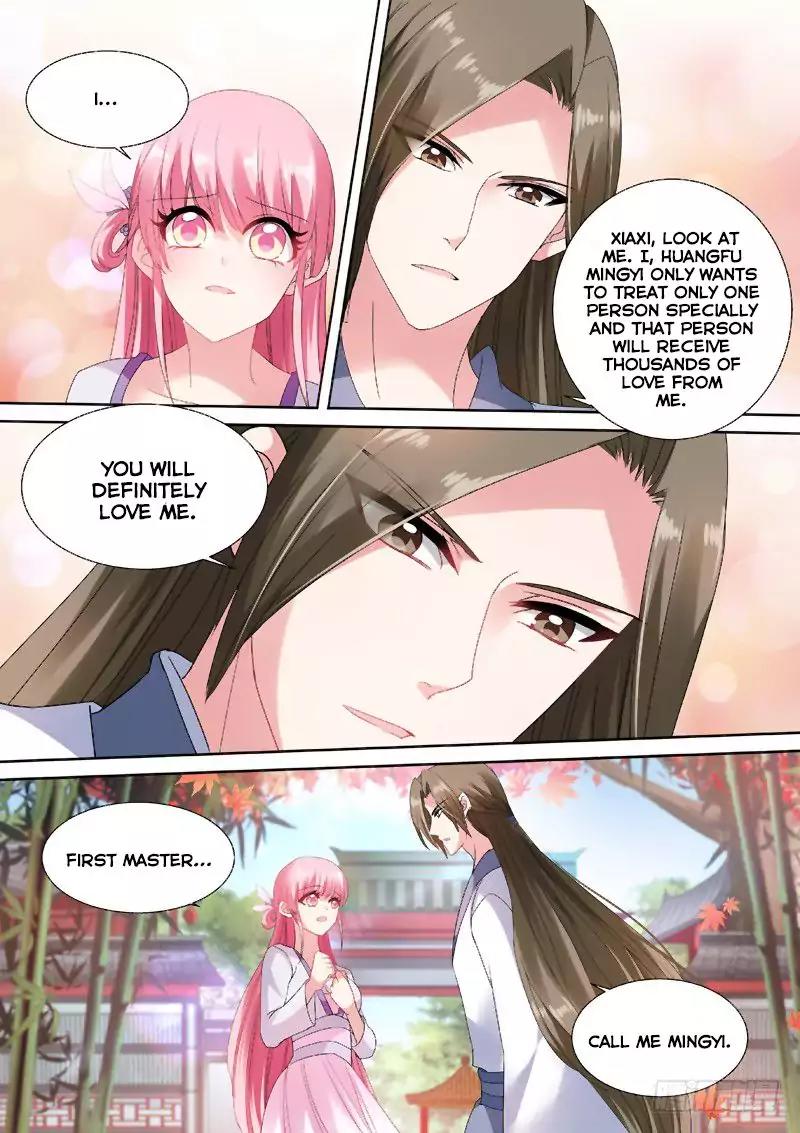 I...
XIAXI, LOOK AT
ME. I, HUANGFU
MINGYI ONLY WANTS
TO TREAT ONLY ONE
PERSON SPECIALLY
AND THAT PERSON
WILL RECEIVE
THOUSANDS OF
LOVE FROM
ME.
YOU WILL
DEFINITELY
LOVE ME.
FIRST MASTER...
CALL ME MINGYI.